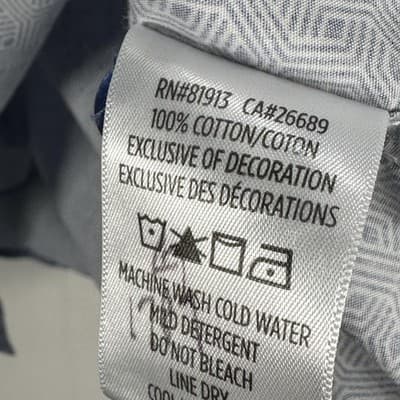 RN#81913 CA#26689
100% COTTON/COTON
EXCLUSIVE OF DECORATION
EXCLUSIVE DES DÉCORATIONS
MACHINE WASH COLD WATER
MILD DETERGENT
DO NOT BLEACH
LINE DRY
COOL